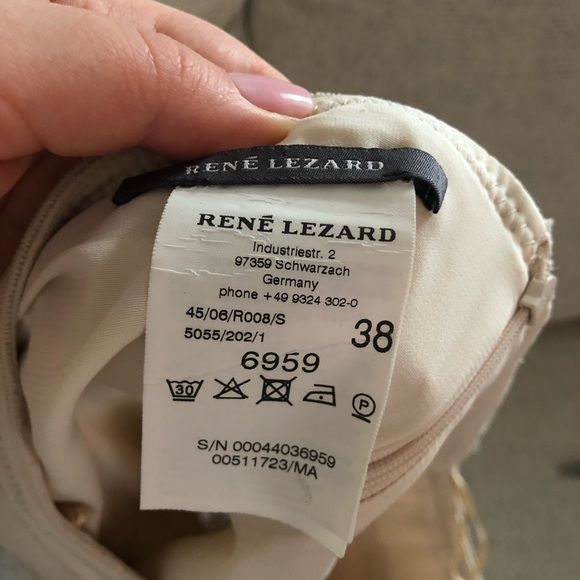 RENÉ LEZARD
RENÉ LEZARD
Industriestr. 2
97359 Schwarzach
Germany
phone +49 9324 302-0
45/06/R008/S
5055/202/1
38
6959
30
P
S/N 00044036959
00511723/MA